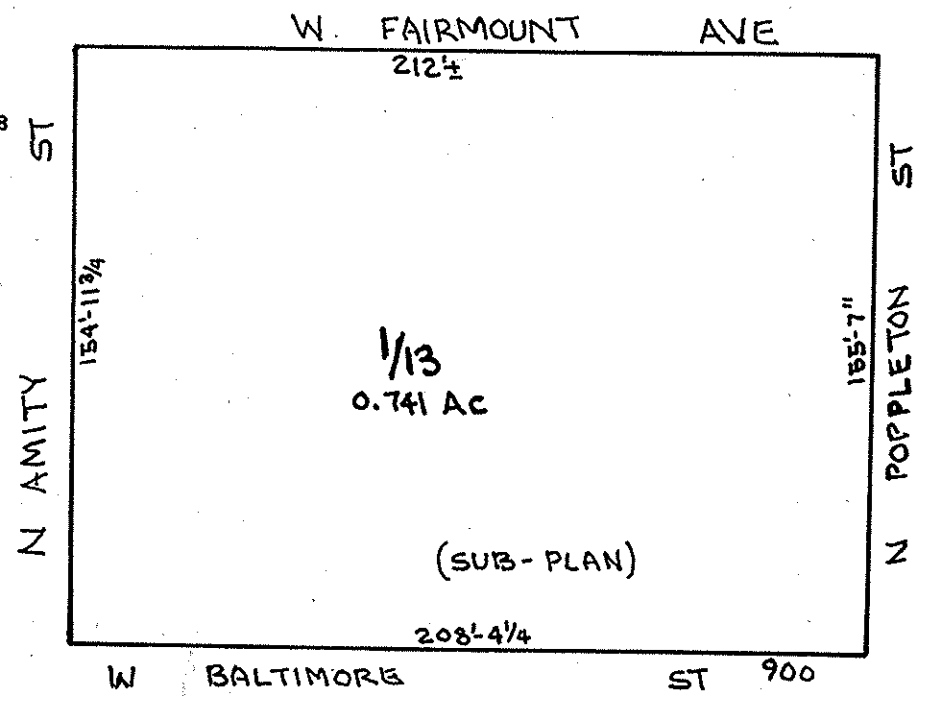 W. FAIRMOUNT AVE
212'±
N AMITY ST
154'-11 3/4
1/13
0.741 AC
155'-7"
N POPPLETON ST
(SUB-PLAN)
208'-4 1/4
W BALTIMORE ST 900